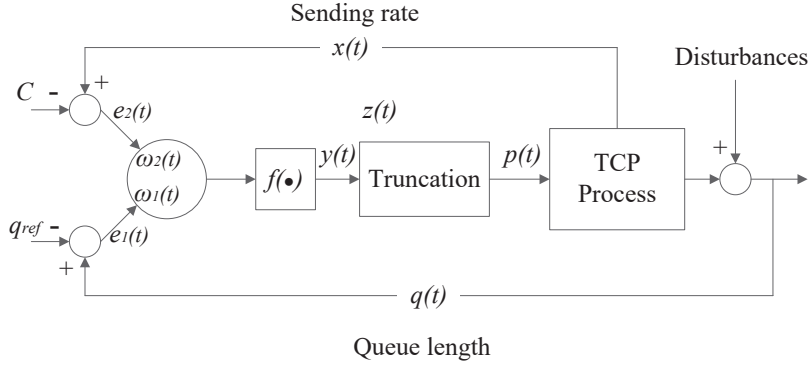 Sending rate
x(t)
Disturbances
C
-
+
e2(t)
z(t)
ω2(t)
ω1(t)
f(•)
y(t)
Truncation
p(t)
TCP
Process
+
qref
-
e1(t)
+
q(t)
Queue length